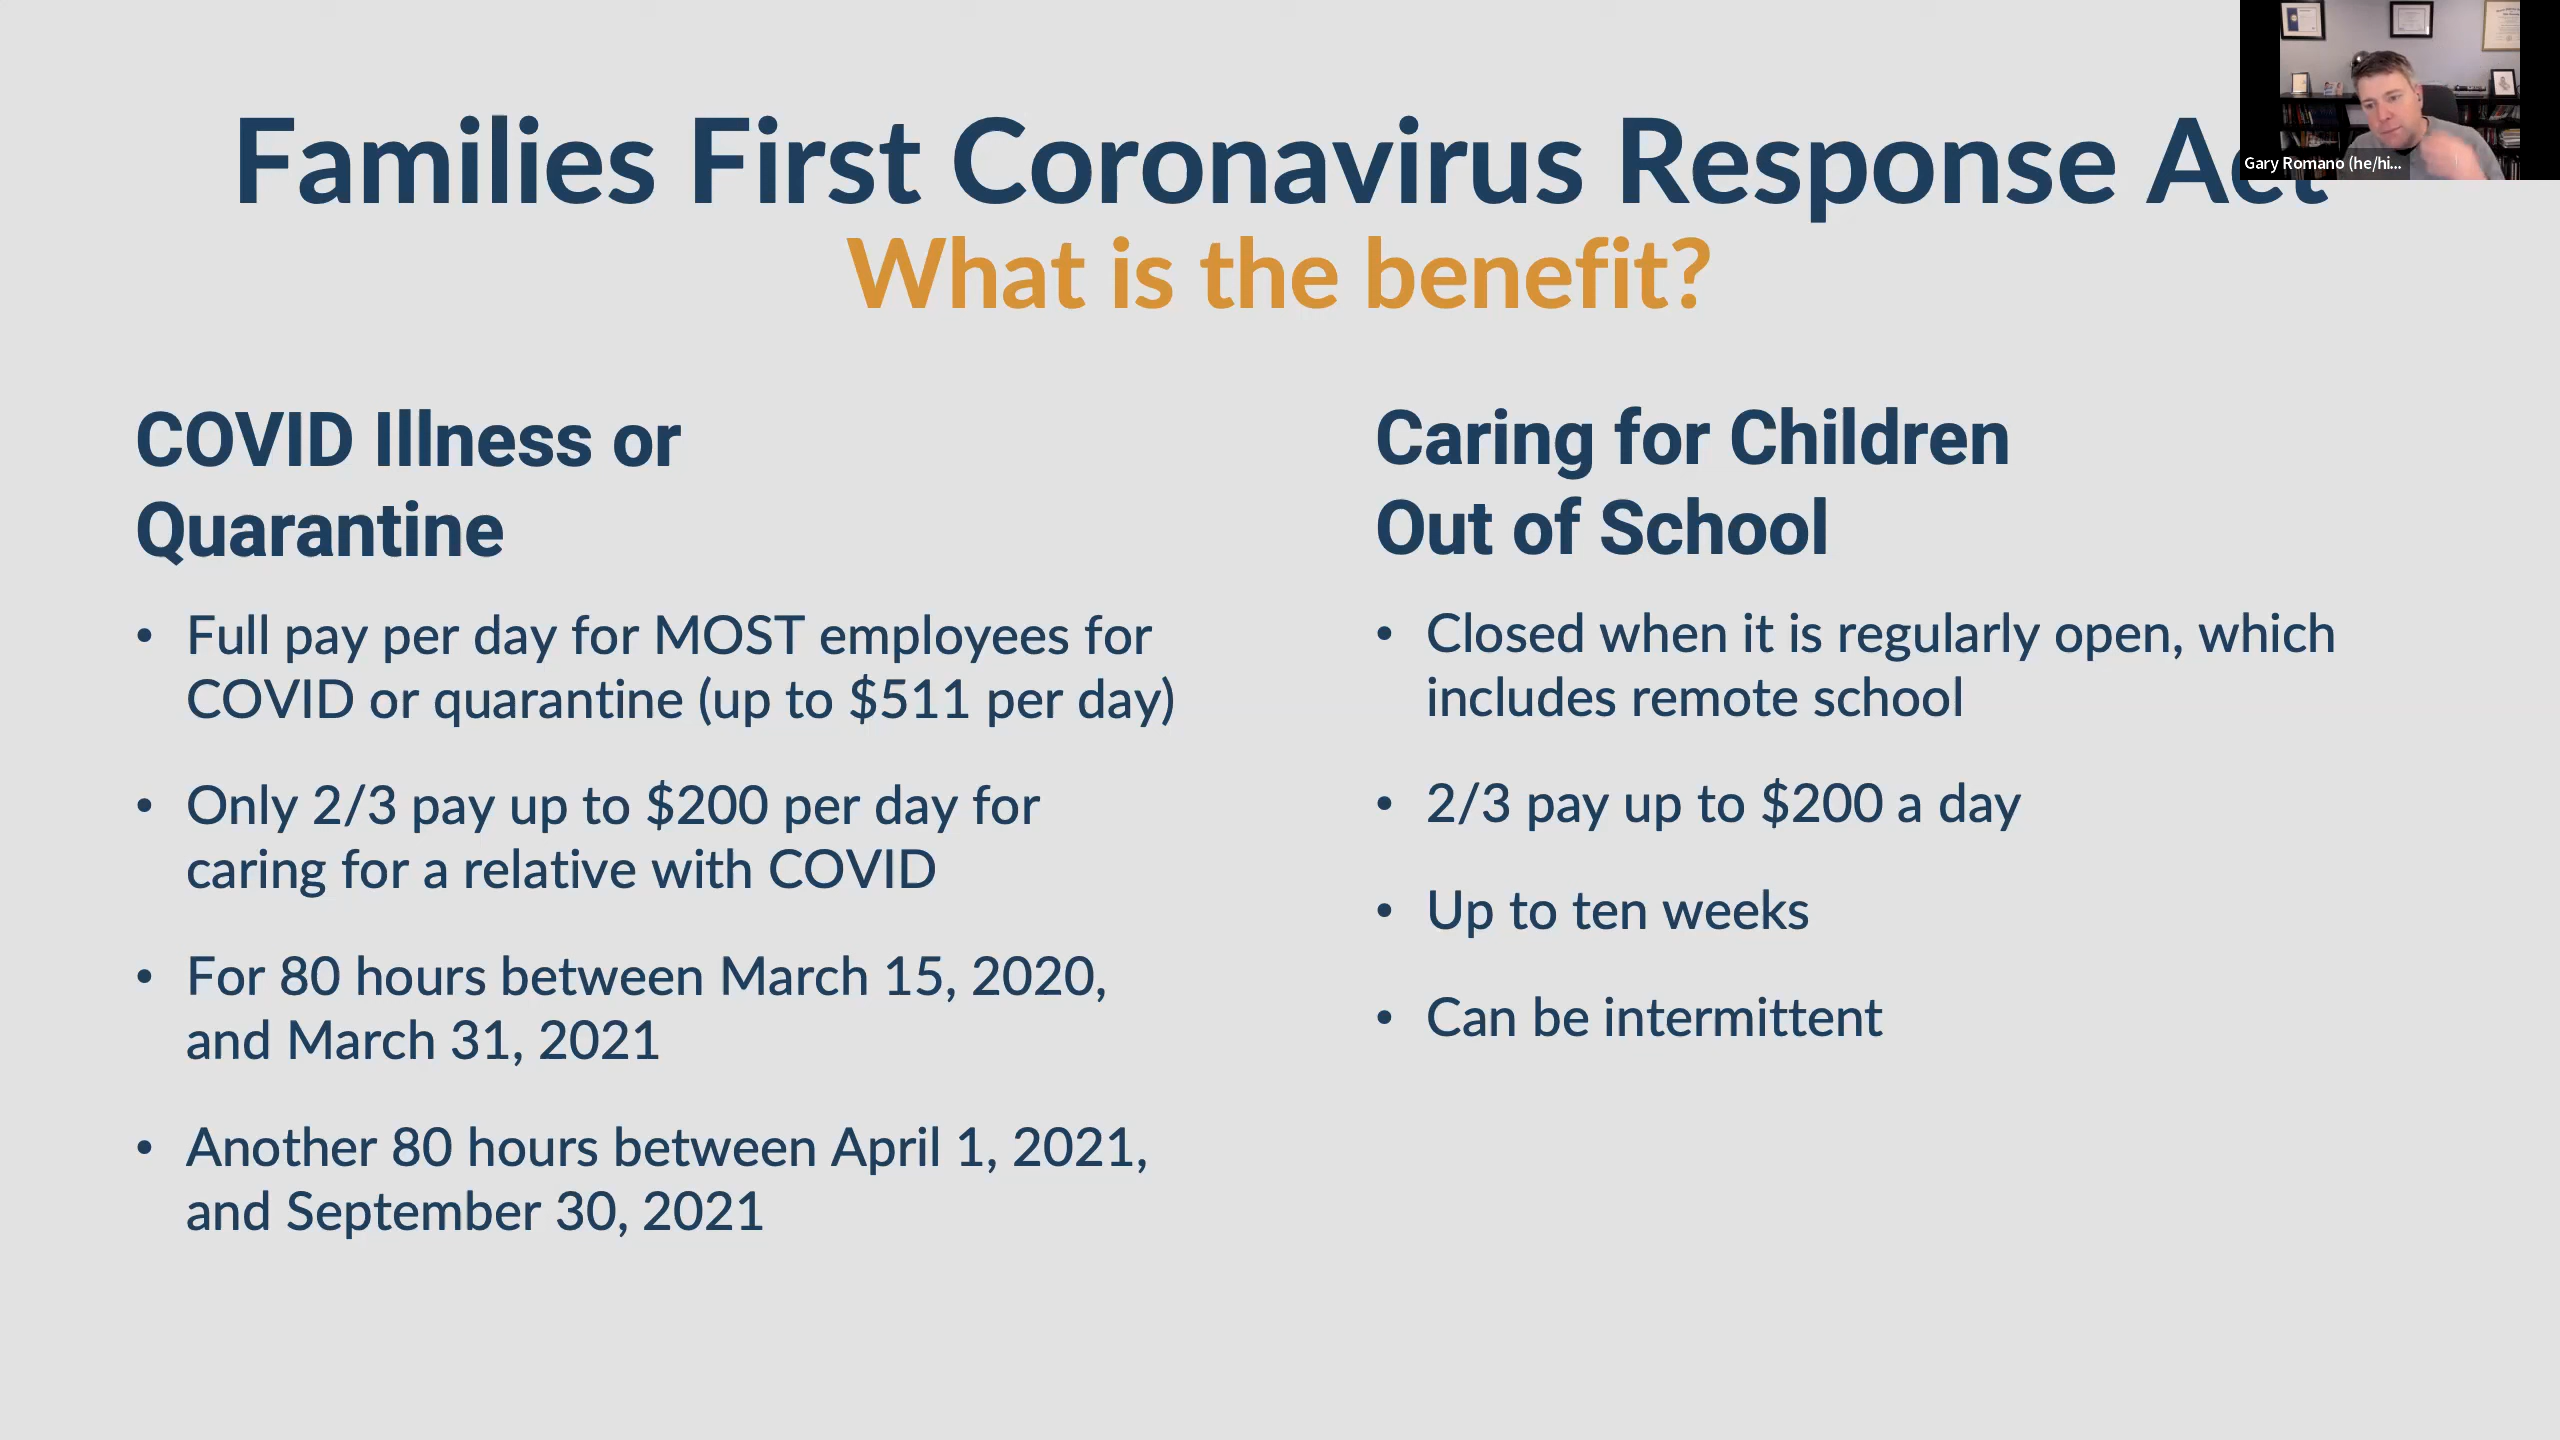 Families First Coronavirus Response Act
What is the benefit?
Gary Romano (he/hi...
COVID Illness or
Quarantine
• Full pay per day for MOST employees for
COVID or quarantine (up to $511 per day)
• Only 2/3 pay up to $200 per day for
caring for a relative with COVID
• For 80 hours between March 15, 2020,
and March 31, 2021
• Another 80 hours between April 1, 2021,
and September 30, 2021
Caring for Children
Out of School
• Closed when it is regularly open, which
includes remote school
• 2/3 pay up to $200 a day
• Up to ten weeks
• Can be intermittent